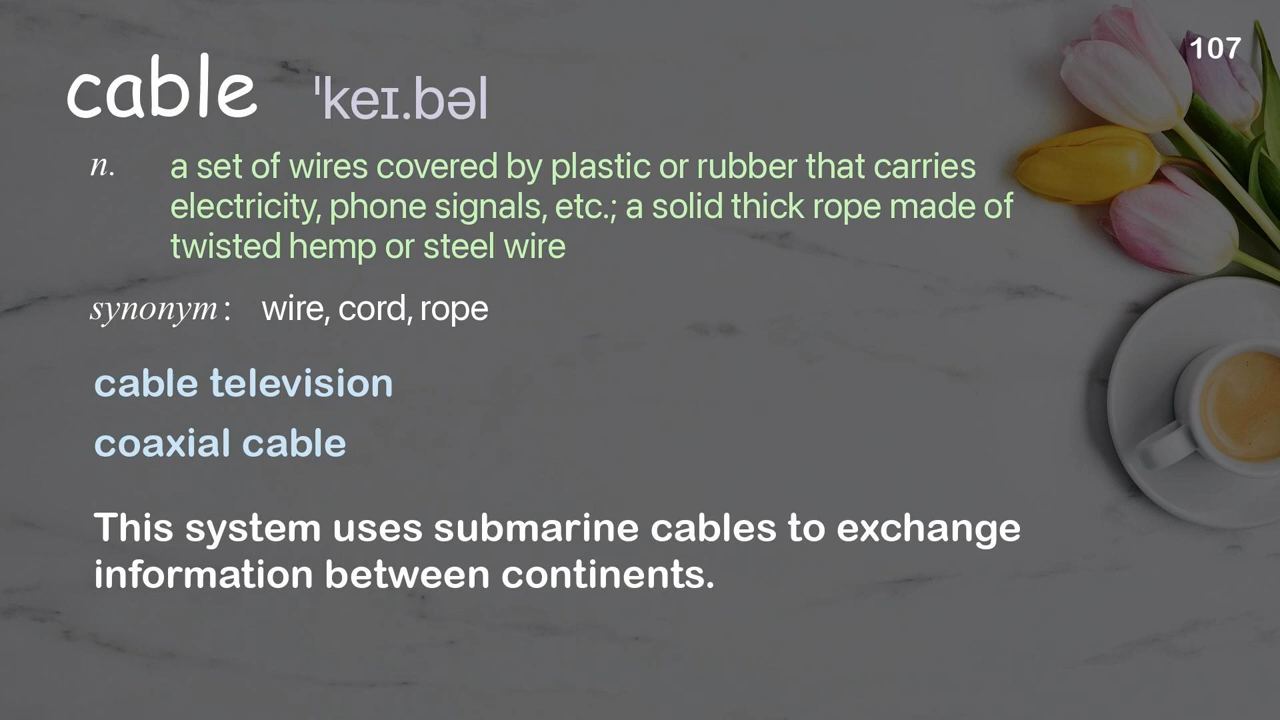 107
cable ˈkeɪ.bəl
n. a set of wires covered by plastic or rubber that carries
electricity, phone signals, etc.; a solid thick rope made of
twisted hemp or steel wire
synonym : wire, cord, rope
cable television
coaxial cable
This system uses submarine cables to exchange
information between continents.